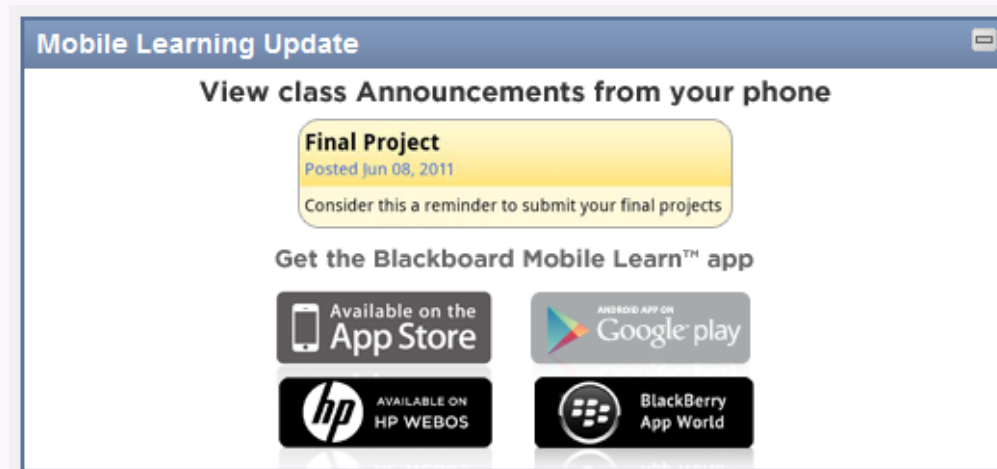 Mobile Learning Update
View class Announcements from your phone
Final Project
Posted Jun 08, 2011
Consider this a reminder to submit your final projects
Get the Blackboard Mobile Learn™ app
Available on the
App Store
ANDROID APP ON
Google play
hp
AVAILABLE ON
HP WEBOS
BlackBerry
App World